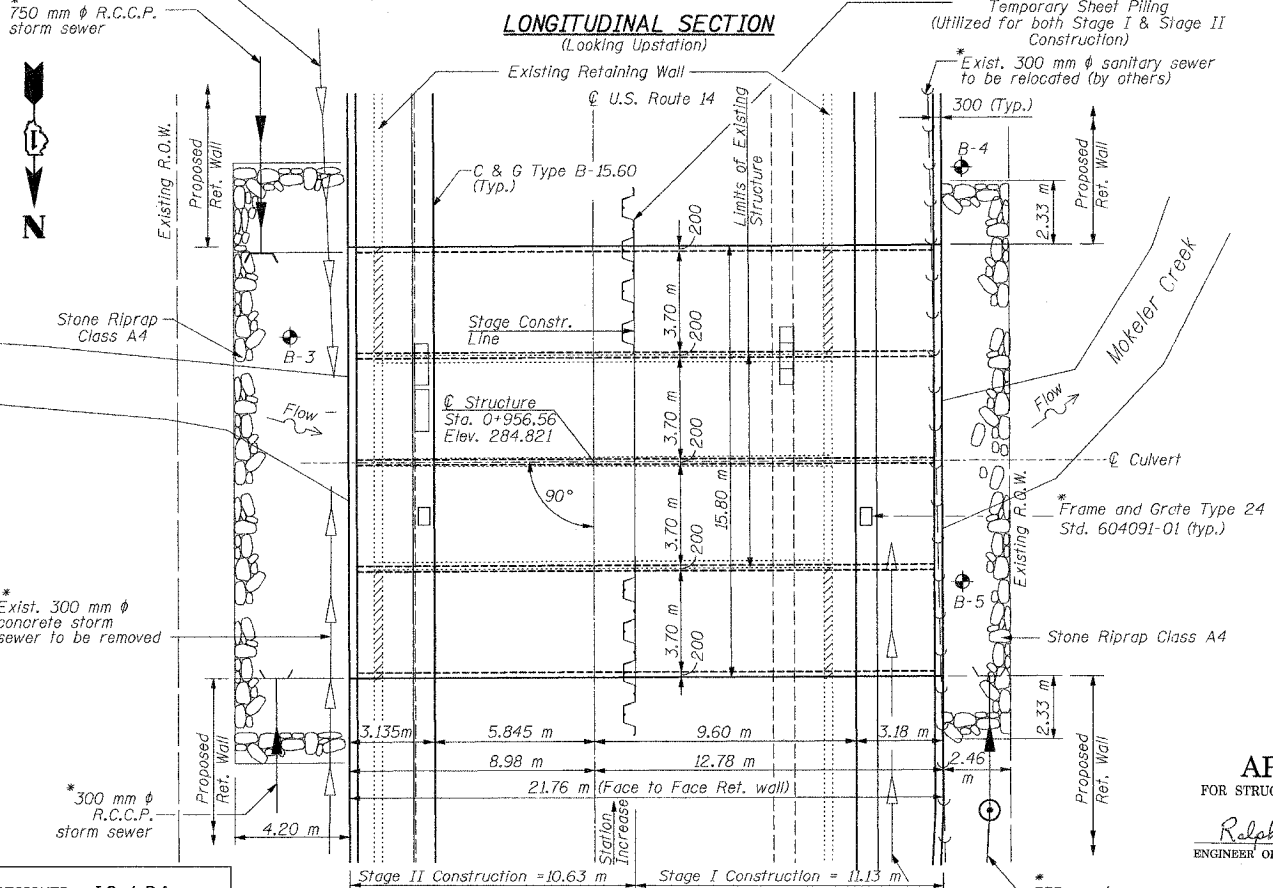 *
750 mm ϕ R.C.C.P.
storm sewer
LONGITUDINAL SECTION
(Looking Upstation)
Temporary Sheet Piling
(Utilized for both Stage I & Stage II
Construction)
*
Exist. 300 mm ϕ sanitary sewer
to be relocated (by others)
300 (Typ.)
Existing Retaining Wall
℄ U.S. Route 14
N
Existing R.O.W.
Proposed
Ret. Wall
C & G Type B-15.60
(Typ.)
Limits of Existing
Structure
B-4
Proposed
Ret. Wall
2.33 m
200
3.70 m
Mokeler Creek
Stone Riprap
Class A4
B-3
Stage Constr.
Line
200
Flow
℄ Structure
Sta. 0+956.56
Elev. 284.821
3.70 m
Flow
200
℄ Culvert
90°
15.80 m
3.70 m
Existing R.O.W.
*
Frame and Grate Type 24
Std. 604091-01 (typ.)
200
*
Exist. 300 mm ϕ
concrete storm
sewer to be removed
B-5
3.70 m
Stone Riprap Class A4
200
2.33 m
Proposed
Ret. Wall
3.135m
5.845 m
9.60 m
3.18 m
8.98 m
12.78 m
2.46
m
Proposed
Ret. Wall
21.76 m (Face to Face Ret. wall)
*
300 mm ϕ
R.C.C.P.
storm sewer
4.20 m
Station
Increase
FOR STRUC
Ralph
ENGINEER OF
Stage II Construction =10.63 m
Stage I Construction = 11.13 m
*